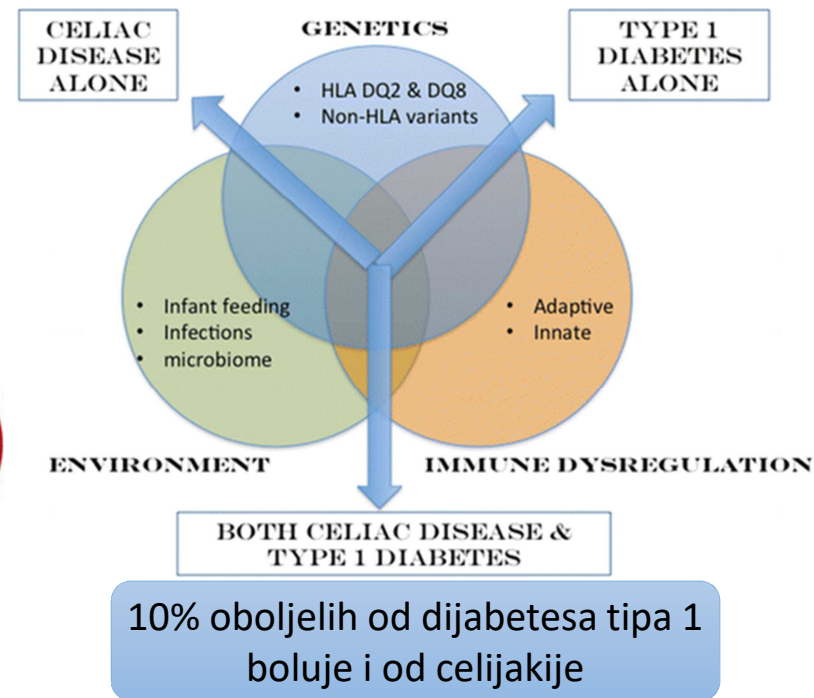 CELIAC
DISEASE
ALONE
GENETICS
TYPE 1
DIABETES
ALONE
• HLA DQ2 & DQ8
• Non-HLA variants
• Infant feeding
• Infections
• microbiome
• Adaptive
• Innate
ENVIRONMENT
IMMUNE DYSREGULATION
BOTH CELIAC DISEASE &
TYPE 1 DIABETES
10% oboljelih od dijabetesa tipa 1
boluje i od celijakije